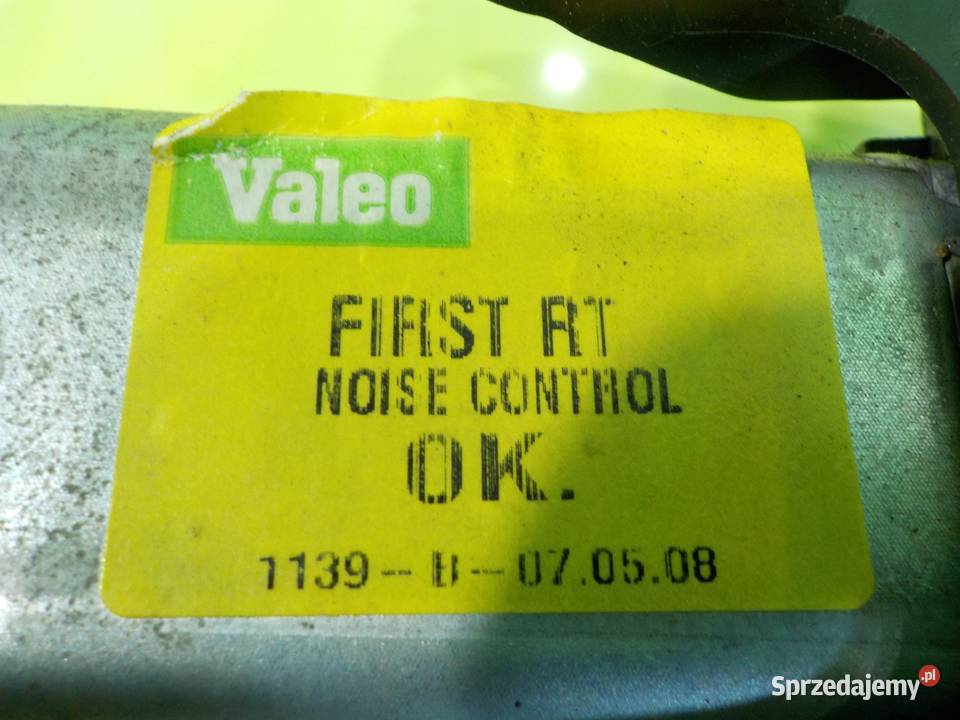 Valeo
FIRST RT
NOISE CONTROL
OK.
1139--B-07.05.08
Sprzedajemy.pl